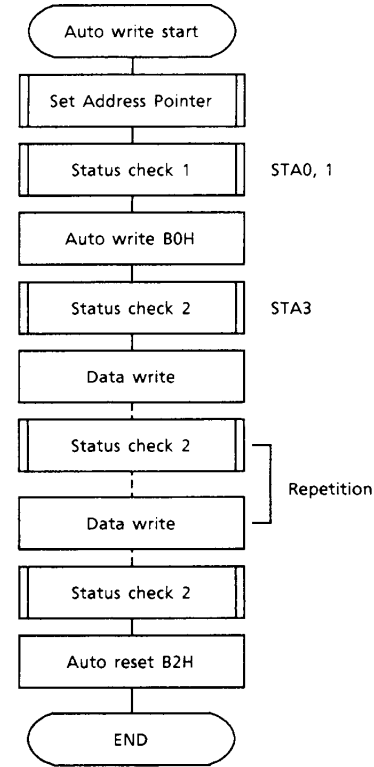 Auto write start
Set Address Pointer
Status check 1
STA0, 1
Auto write B0H
Status check 2
STA3
Data write
Status check 2
Repetition
Data write
Status check 2
Auto reset B2H
END